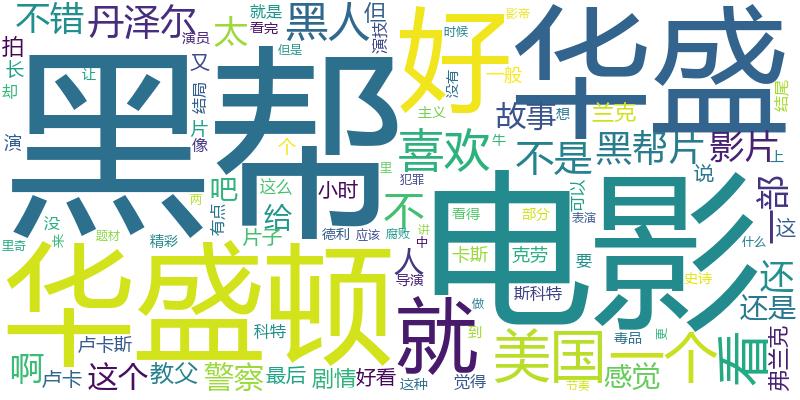 不错
丹泽尔
就是
看完
黑人
但
演技
影帝
时候
没有
好
一般
华盛
拍
长
却
演员
太
又
但是
让
结局
片
像
演
黑帮
主义
故事
想
兰克
结尾
个
喜欢
牛
不是
黑帮片
影片
上
说
一部
这
里
犯罪
两
吧
这么
小时
不
给
有点
没
来
里奇
题材
精彩
片子
德利
应该
腐败
讲
中
看得
部分
表演
可以
电影
什么
华盛顿
人
导演
卡斯
克劳
要
斯科特
史诗
还
还是
做
就
到
毒品
更
看
弗兰克
卢卡斯
科特
啊
卢卡
这个
教父
警察
最后
剧情
好看
这种
觉得
美国
一个
节奏
感觉